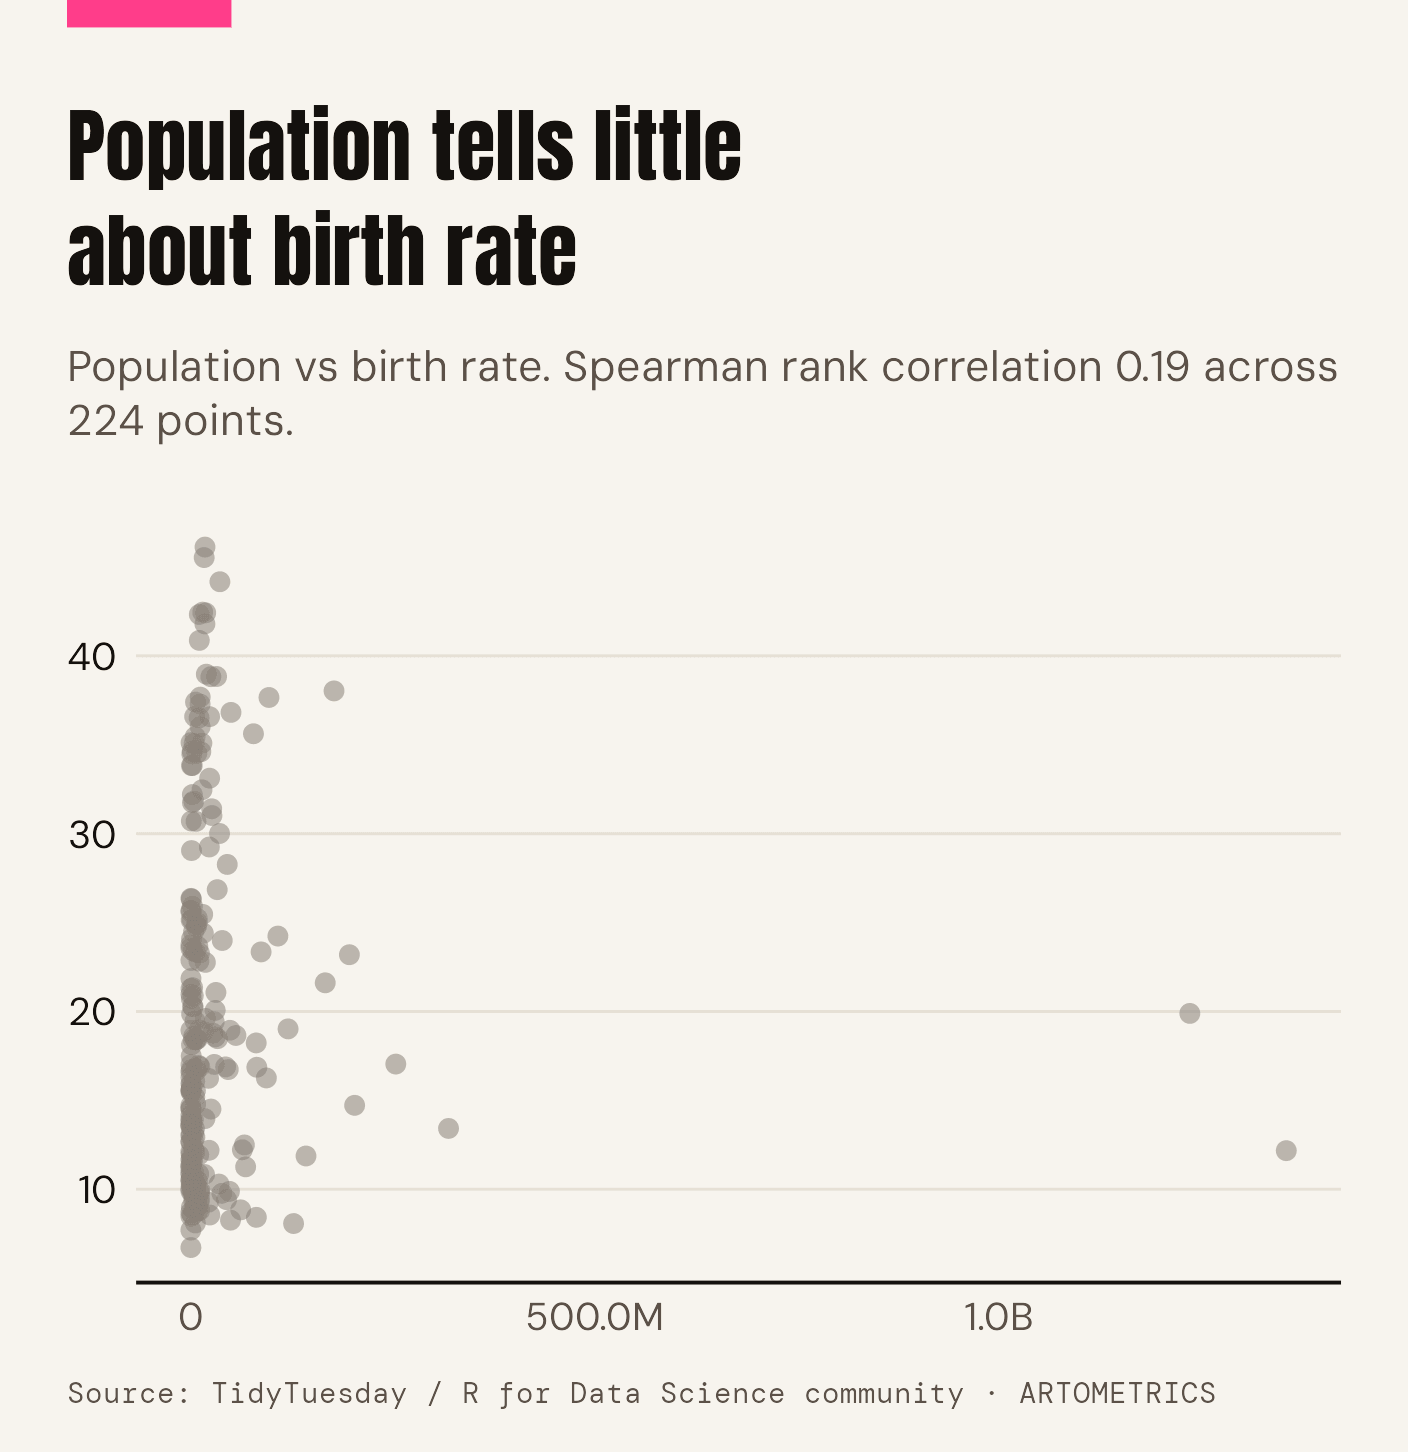 Population tells little
about birth rate
Population vs birth rate. Spearman rank correlation 0.19 across
224 points.
40
30
20
10
0 500.0M 1.0B
Source: TidyTuesday / R for Data Science community · ARTOMETRICS